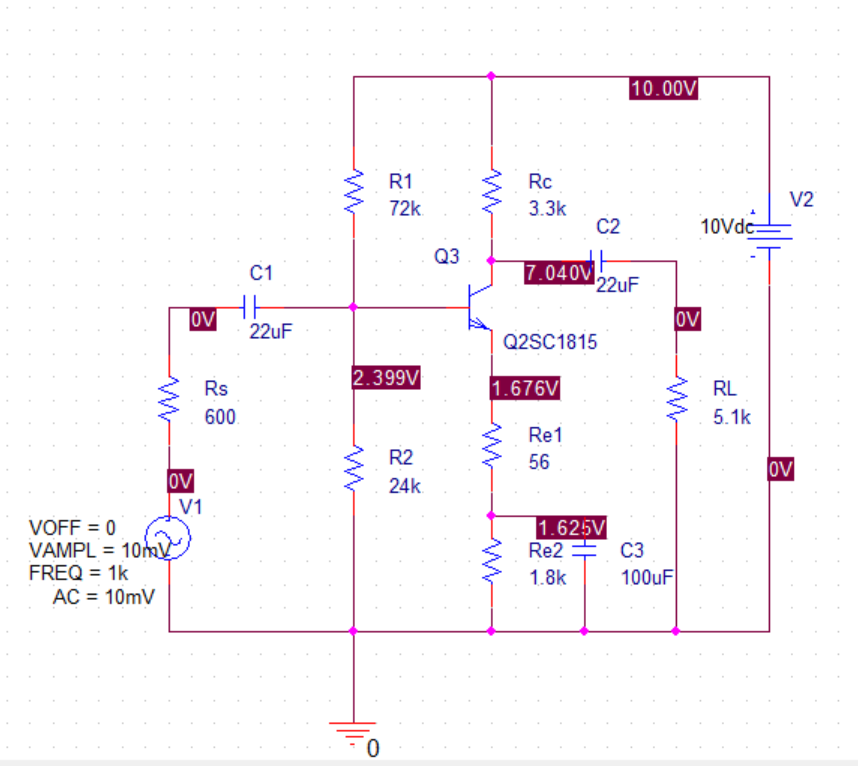 10.00V
R1
72k
Rc
3.3k
V2
10Vdc
C2
22uF
Q3
7.040V
C1
22uF
0V
0V
Q2SC1815
2.399V
1.676V
Rs
600
RL
5.1k
Re1
56
R2
24k
0V
0V
V1
VOFF = 0
VAMPL = 10mV
FREQ = 1k
AC = 10mV
1.625V
Re2
1.8k
C3
100uF
0